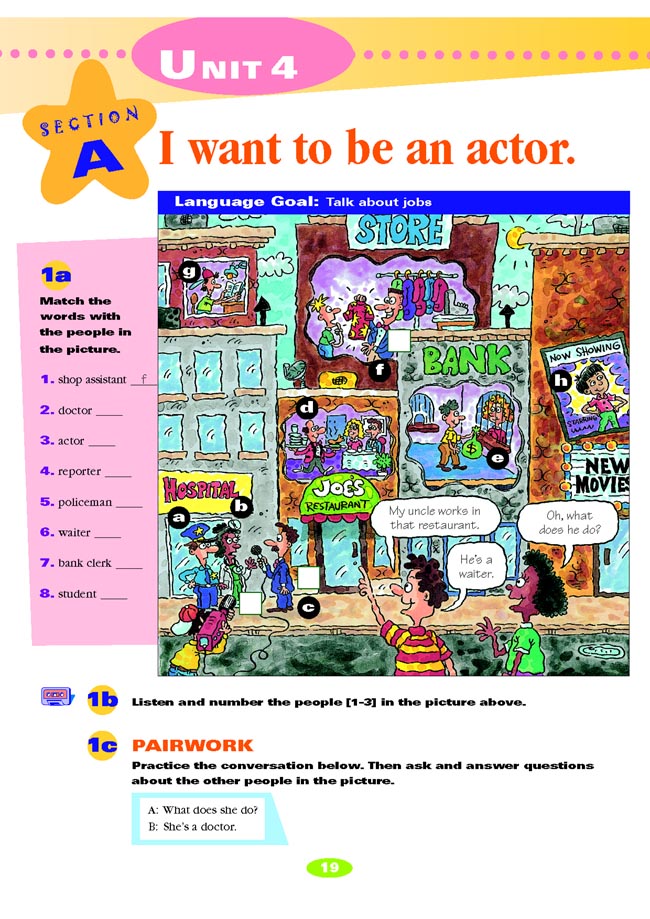 UNIT 4
SECTION
A
I want to be an actor.
Language Goal: Talk about jobs
1a
Match the
words with
the people in
the picture.
1. shop assistant __f__
2. doctor ____
3. actor ____
4. reporter ____
5. policeman ____
6. waiter ____
7. bank clerk ____
8. student ____
STORE
g
f
BANK
NOW SHOWING
h
STARRING
d
e
NEW
MOVIES
HOSPITAL
JOE'S
RESTAURANT
a
b
c
My uncle works in
that restaurant.
Oh, what
does he do?
He's a
waiter.
1b Listen and number the people [1-3] in the picture above.
1c PAIRWORK
Practice the conversation below. Then ask and answer questions
about the other people in the picture.
A: What does she do?
B: She's a doctor.
19